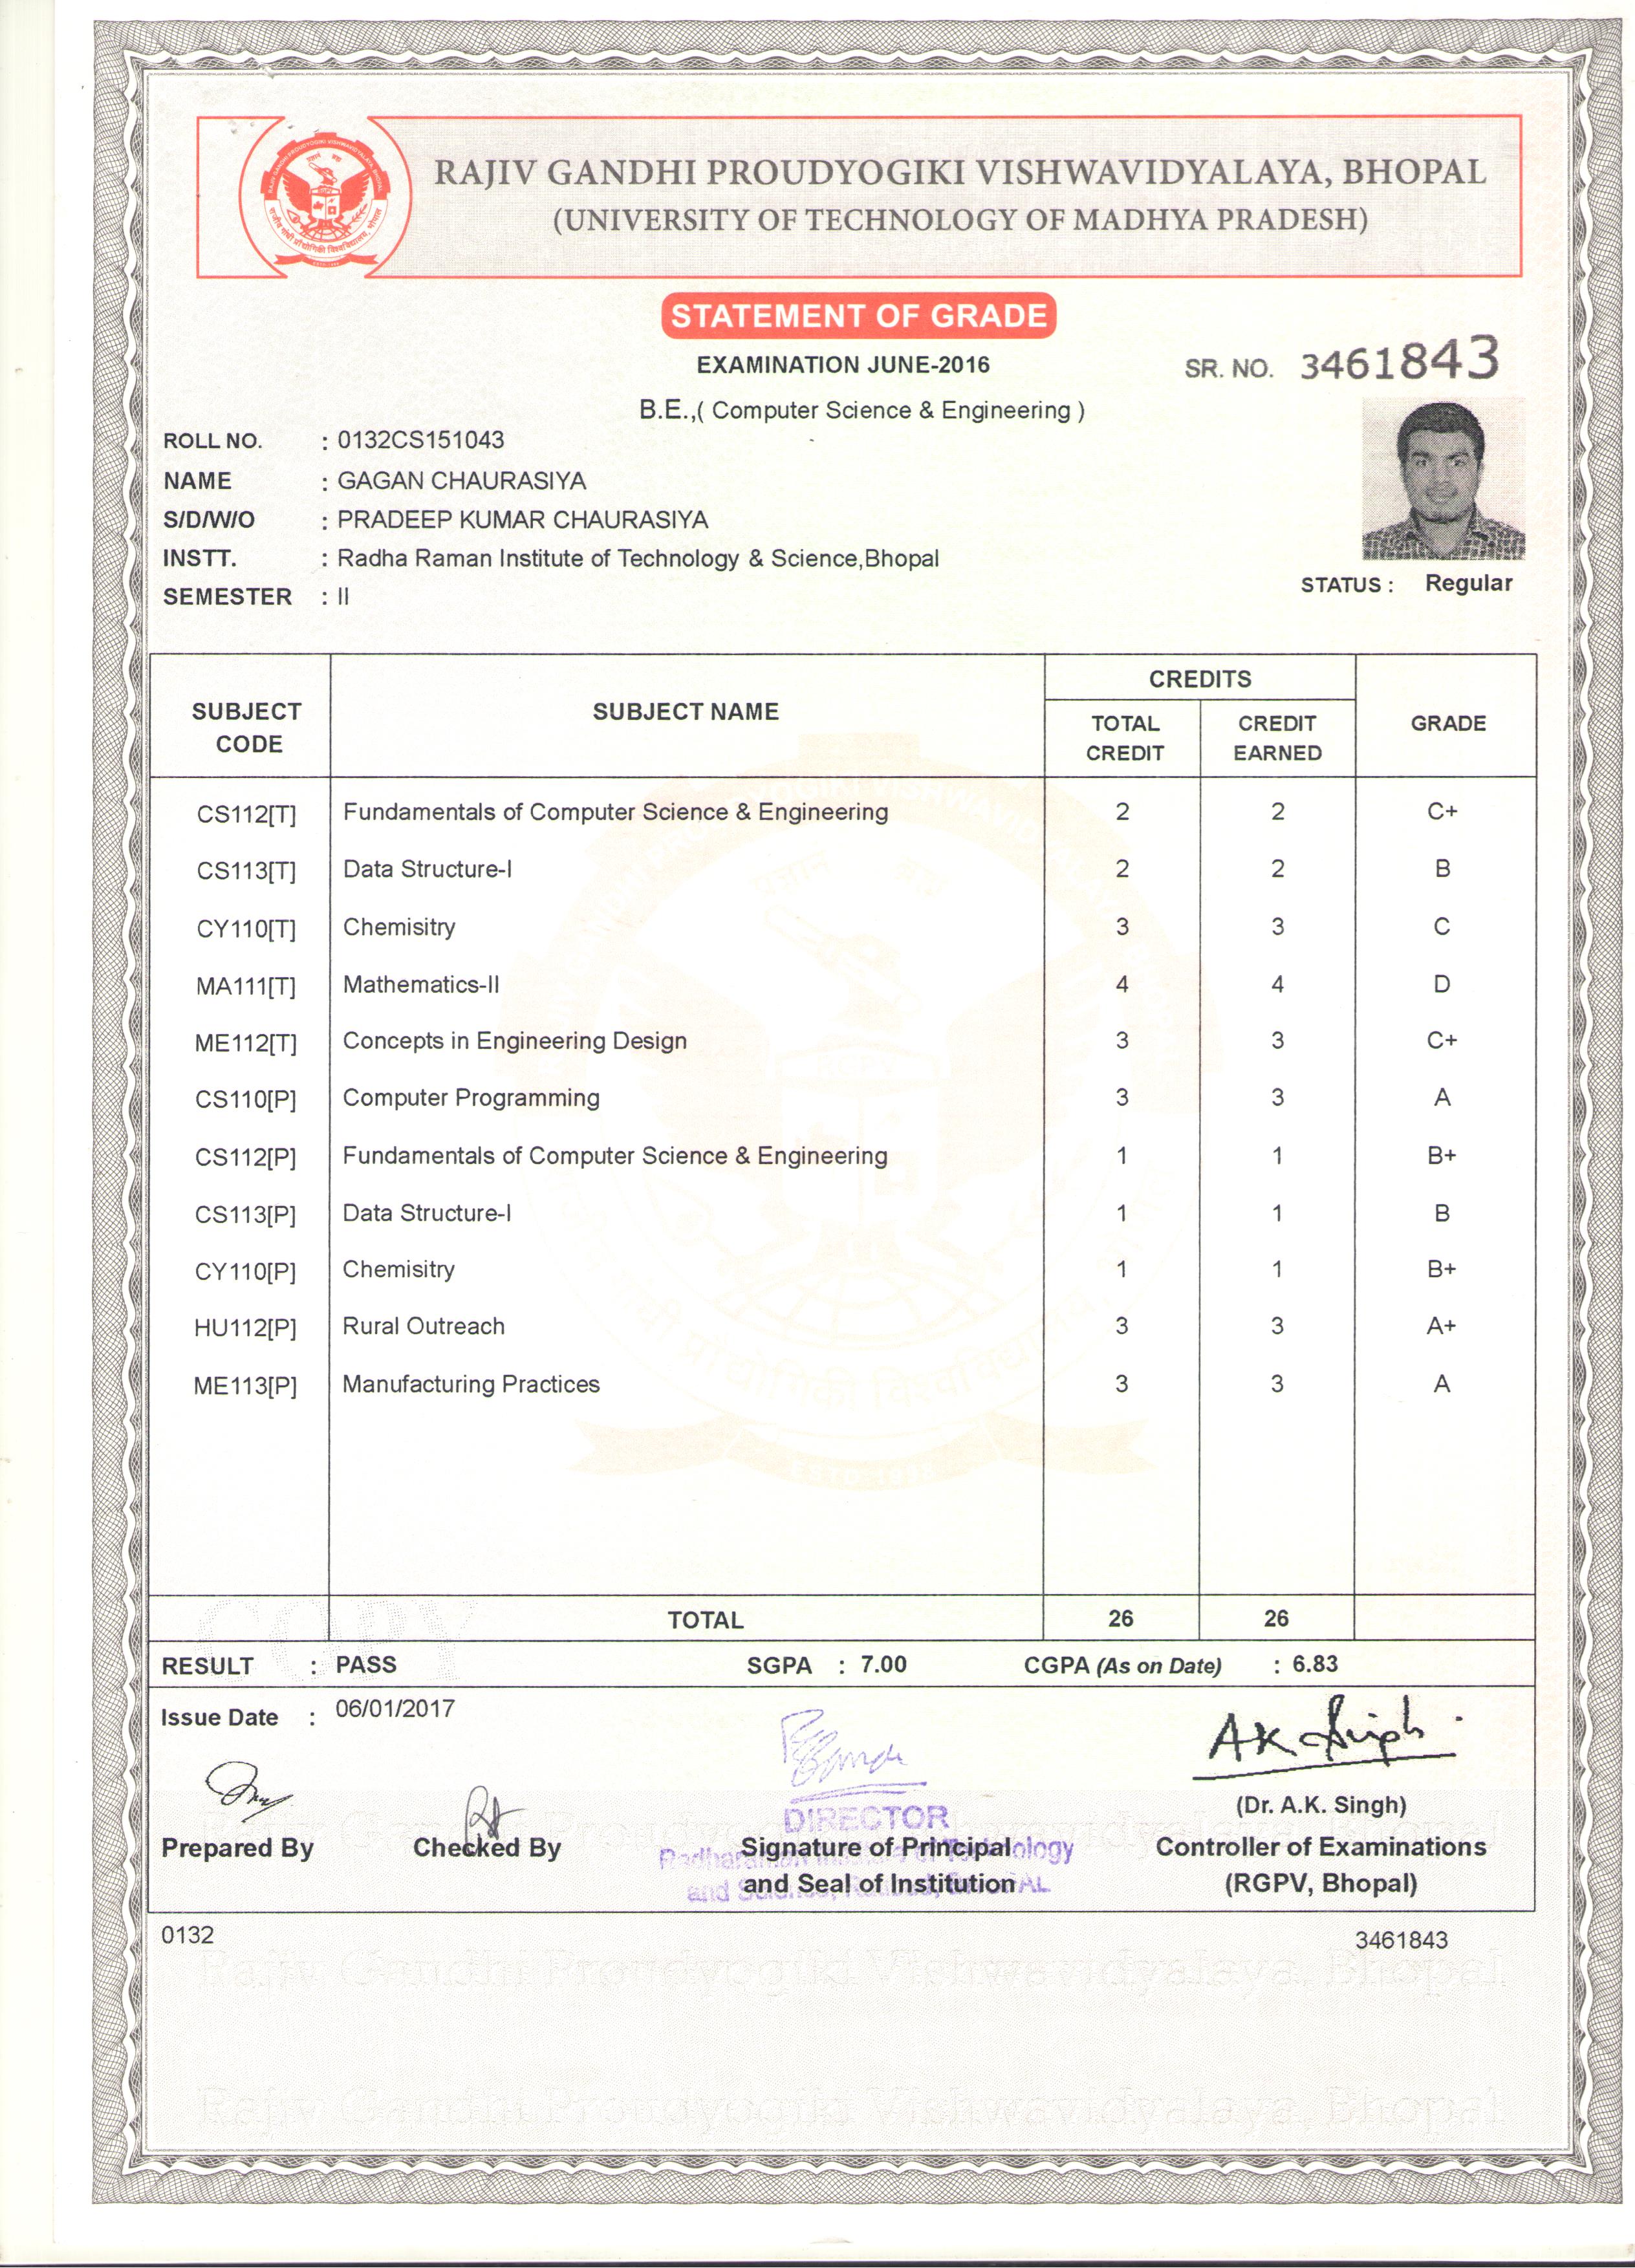 RAJIV GANDHI PROUDYOGIKI VISHWAVIDYALAYA, BHOPAL
(UNIVERSITY OF TECHNOLOGY OF MADHYA PRADESH)
STATEMENT OF GRADE
EXAMINATION JUNE-2016
SR. NO. 3461843
B.E.,( Computer Science & Engineering )
ROLL NO. : 0132CS151043
NAME : GAGAN CHAURASIYA
S/D/W/O : PRADEEP KUMAR CHAURASIYA
INSTT. : Radha Raman Institute of Technology & Science,Bhopal
SEMESTER : II
STATUS : Regular
SUBJECT CODE SUBJECT NAME CREDITS TOTAL CREDIT CREDIT EARNED GRADE
CS112[T] Fundamentals of Computer Science & Engineering 2 2 C+
CS113[T] Data Structure-I 2 2 B
CY110[T] Chemisitry 3 3 C
MA111[T] Mathematics-II 4 4 D
ME112[T] Concepts in Engineering Design 3 3 C+
CS110[P] Computer Programming 3 3 A
CS112[P] Fundamentals of Computer Science & Engineering 1 1 B+
CS113[P] Data Structure-I 1 1 B
CY110[P] Chemisitry 1 1 B+
HU112[P] Rural Outreach 3 3 A+
ME113[P] Manufacturing Practices 3 3 A
COPY
TOTAL 26 26
RESULT : PASS SGPA : 7.00 CGPA (As on Date) : 6.83
Issue Date : 06/01/2017
AK Singh
DIRECTOR
(Dr. A.K. Singh)
Prepared By Checked By Signature of Principal Controller of Examinations
and Seal of Institution (RGPV, Bhopal)
0132 3461843
Rajiv Gandhi Proudyogiki Vishwavidyalaya, Bhopal
Rajiv Gandhi Proudyogiki Vishwavidyalaya, Bhopal